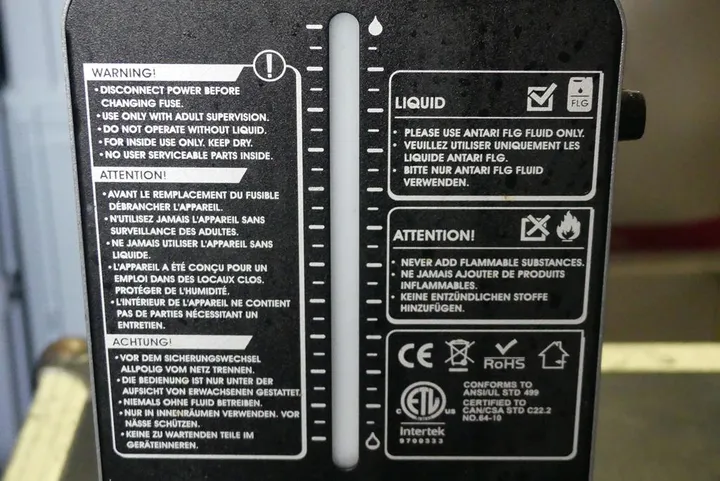 WARNING!
• DISCONNECT POWER BEFORE
CHANGING FUSE.
• USE ONLY WITH ADULT SUPERVISION.
• DO NOT OPERATE WITHOUT LIQUID.
• FOR INSIDE USE ONLY. KEEP DRY.
• NO USER SERVICEABLE PARTS INSIDE.
ATTENTION!
• AVANT LE REMPLACEMENT DU FUSIBLE
DÉBRANCHER L'APPAREIL.
• N'UTILISEZ JAMAIS L'APPAREIL SANS
SURVEILLANCE DES ADULTES.
• NE JAMAIS UTILISER L'APPAREIL SANS
LIQUIDE.
• L'APPAREIL A ÉTÉ CONÇU POUR UN
EMPLOI DANS DES LOCAUX CLOS.
PROTÉGER DE L'HUMIDITÉ.
• L'INTÉRIEUR DE L'APPAREIL NE CONTIENT
PAS DE PARTIES NÉCESSITANT UN
ENTRETIEN.
ACHTUNG!
• VOR DEM SICHERUNGSWECHSEL
ALLPOLIG VOM NETZ TRENNEN.
• DIE BEDIENUNG IST NUR UNTER DER
AUFSICHT VON ERWACHSENEN GESTATTET.
• NIEMALS OHNE FLUID BETREIBEN.
• NUR IN INNENRÄUMEN VERWENDEN. VOR
NÄSSE SCHÜTZEN.
• KEINE ZU WARTENDEN TEILE IM
GERÄTEINNEREN.
LIQUID
FLG
• PLEASE USE ANTARI FLG FLUID ONLY.
• VEUILLEZ UTILISER UNIQUEMENT LES
LIQUIDE ANTARI FLG.
• BITTE NUR ANTARI FLG FLUID
VERWENDEN.
ATTENTION!
• NEVER ADD FLAMMABLE SUBSTANCES.
• NE JAMAIS AJOUTER DE PRODUITS
INFLAMMABLES.
• KEINE ENTZÜNDLICHEN STOFFE
HINZUFÜGEN.
CE
RoHS
c ETL us
Intertek
9700333
CONFORMS TO
ANSI/UL STD 499
CERTIFIED TO
CAN/CSA STD C22.2
NO.64-10